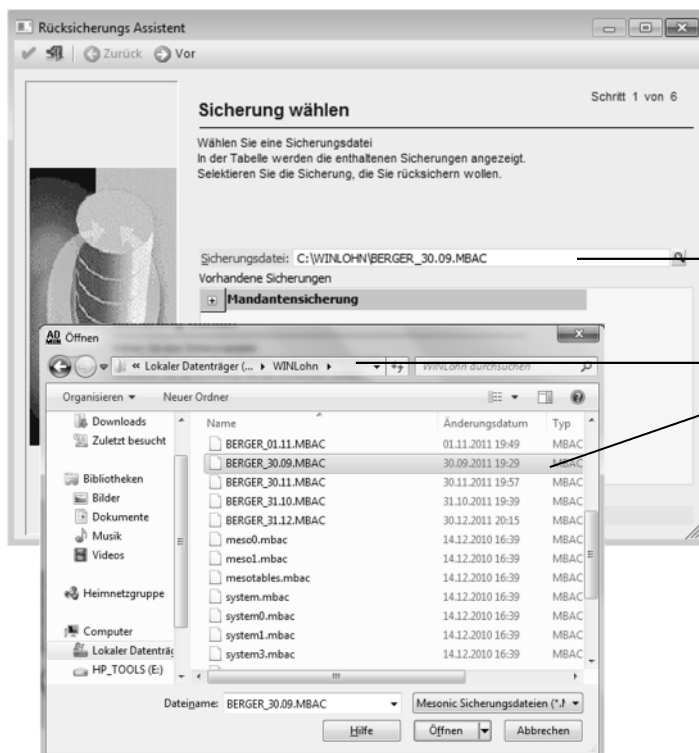 Rücksicherungs Assistent
Zurück Vor
Schritt 1 von 6
Sicherung wählen
Wählen Sie eine Sicherungsdatei
In der Tabelle werden die enthaltenen Sicherungen angezeigt.
Selektieren Sie die Sicherung, die Sie rücksichern wollen.
Sicherungsdatei: C:\WINLOHN\BERGER_30.09.MBAC
Vorhandene Sicherungen
Mandantensicherung
AD MIN Öffnen
« Lokaler Datenträger (... WINLohn WINLohn durchsuchen
Organisieren Neuer Ordner
Downloads
Zuletzt besucht
Bibliotheken
Bilder
Dokumente
Musik
Videos
Heimnetzgruppe
Computer
Lokaler Datenträg
HP_TOOLS (E:)
Name Änderungsdatum Typ
BERGER_01.11.MBAC 01.11.2011 19:49 MBAC
BERGER_30.09.MBAC 30.09.2011 19:29 MBAC
BERGER_30.11.MBAC 30.11.2011 19:57 MBAC
BERGER_31.10.MBAC 31.10.2011 19:39 MBAC
BERGER_31.12.MBAC 30.12.2011 20:15 MBAC
meso0.mbac 14.12.2010 16:39 MBAC
meso1.mbac 14.12.2010 16:39 MBAC
mesotables.mbac 14.12.2010 16:39 MBAC
system.mbac 14.12.2010 16:39 MBAC
system0.mbac 14.12.2010 16:39 MBAC
system1.mbac 14.12.2010 16:39 MBAC
system3.mbac 14.12.2010 16:39 MBAC
Dateiname: BERGER_30.09.MBAC Mesonic Sicherungsdateien (*.M
Hilfe Öffnen Abbrechen